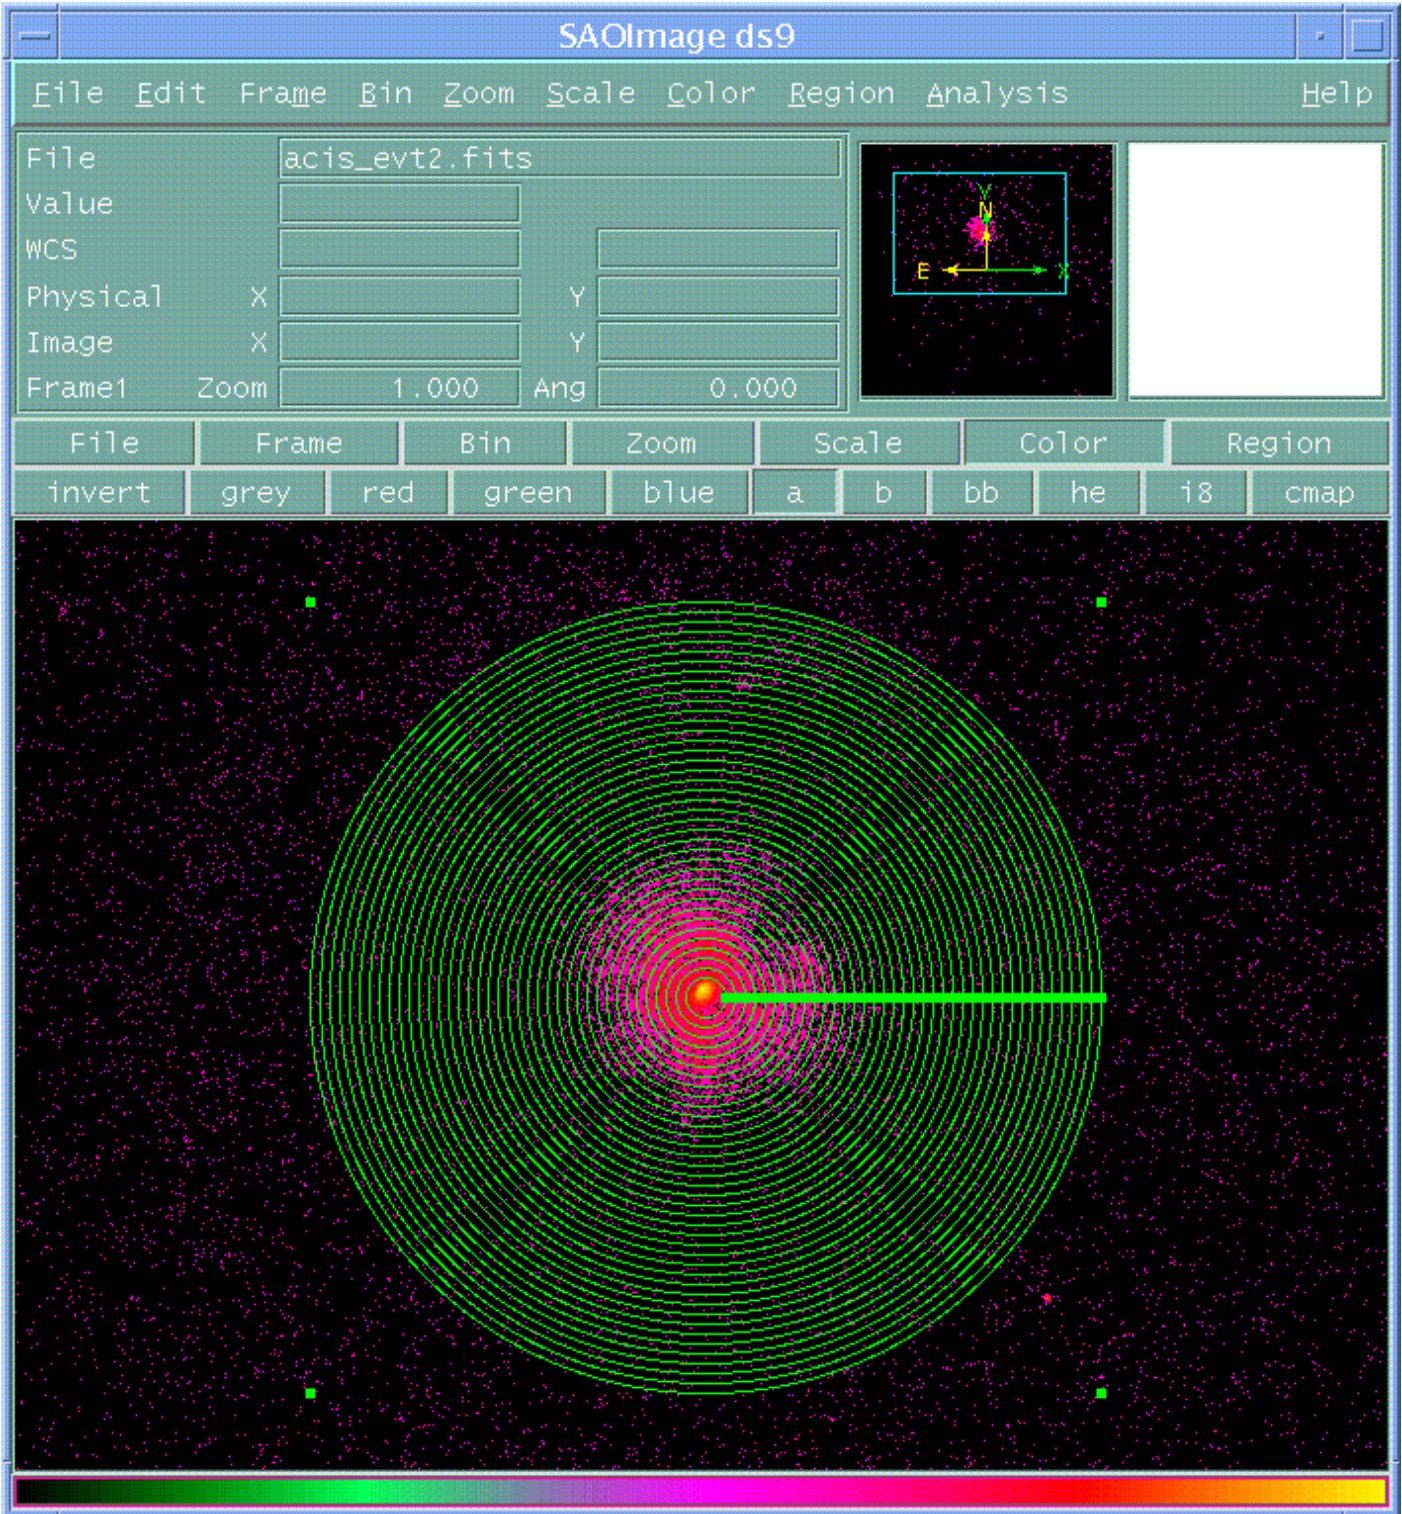 SAOImage ds9
File Edit Frame Bin Zoom Scale Color Region Analysis Help
File acis_evt2.fits
Value
WCS
Physical X Y
Image X Y
Frame1 Zoom 1.000 Ang 0.000
Y
N
E X
File Frame Bin Zoom Scale Color Region
invert grey red green blue a b bb he i8 cmap